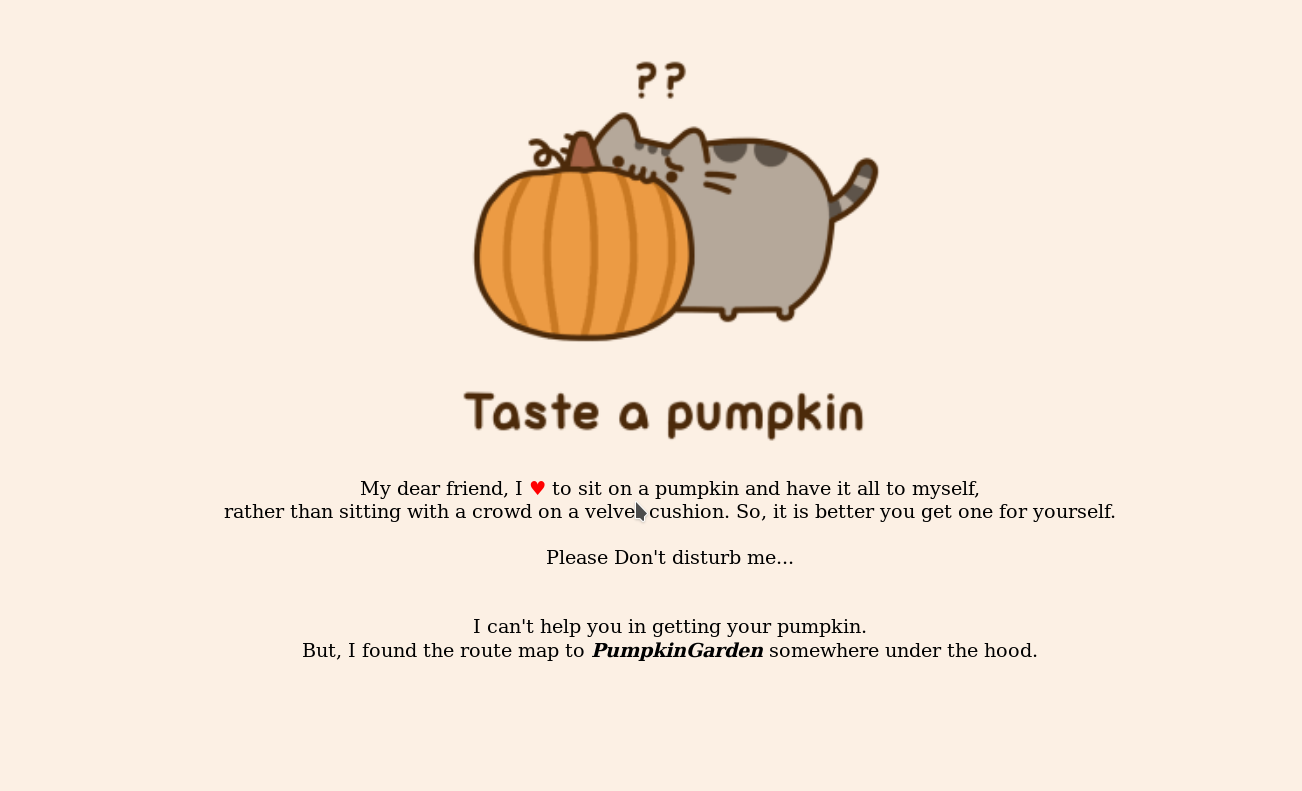 ??
Taste a pumpkin
My dear friend, I ♥ to sit on a pumpkin and have it all to myself,
rather than sitting with a crowd on a velvet cushion. So, it is better you get one for yourself.
Please Don't disturb me...
I can't help you in getting your pumpkin.
But, I found the route map to PumpkinGarden somewhere under the hood.